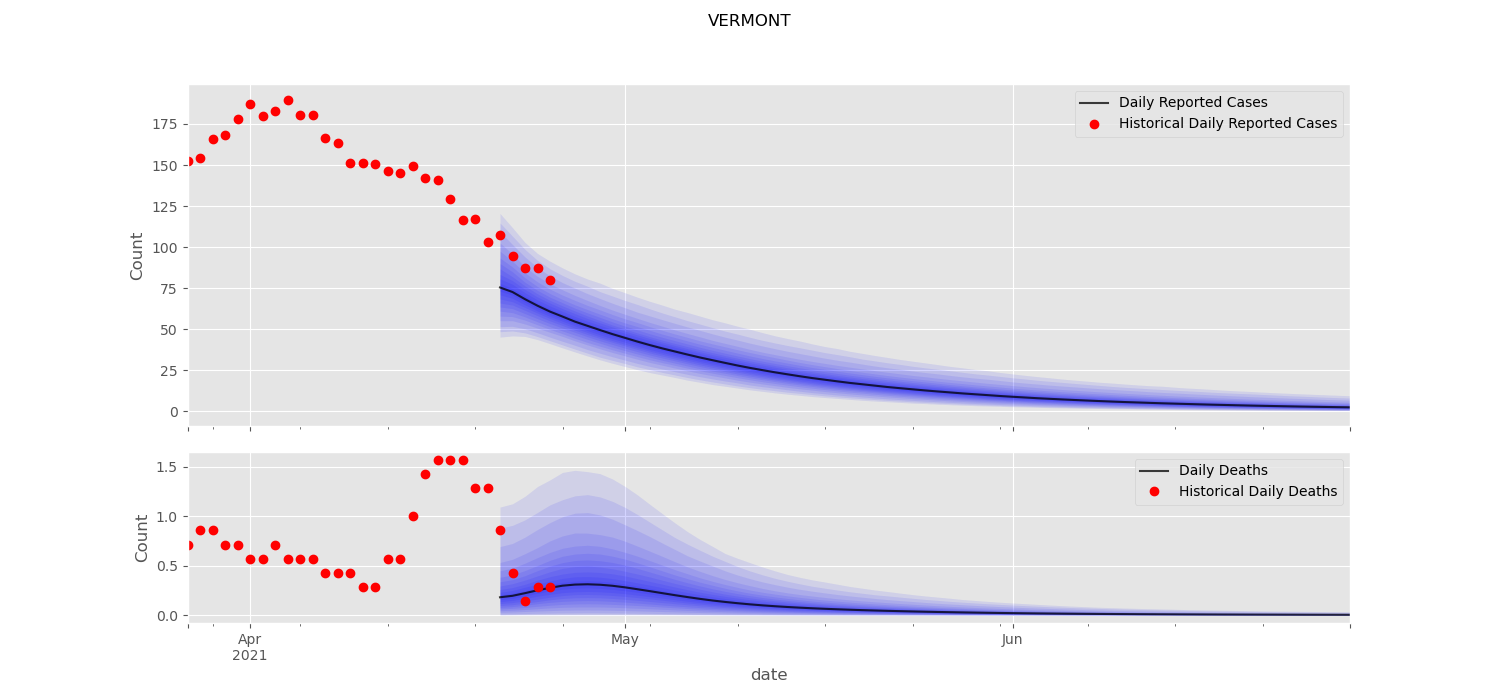 VERMONT
Daily Reported Cases
Historical Daily Reported Cases
175
150
125
100
75
50
25
0
Count
Daily Deaths
Historical Daily Deaths
1.5
1.0
0.5
0.0
Count
Apr
2021
May
Jun
date